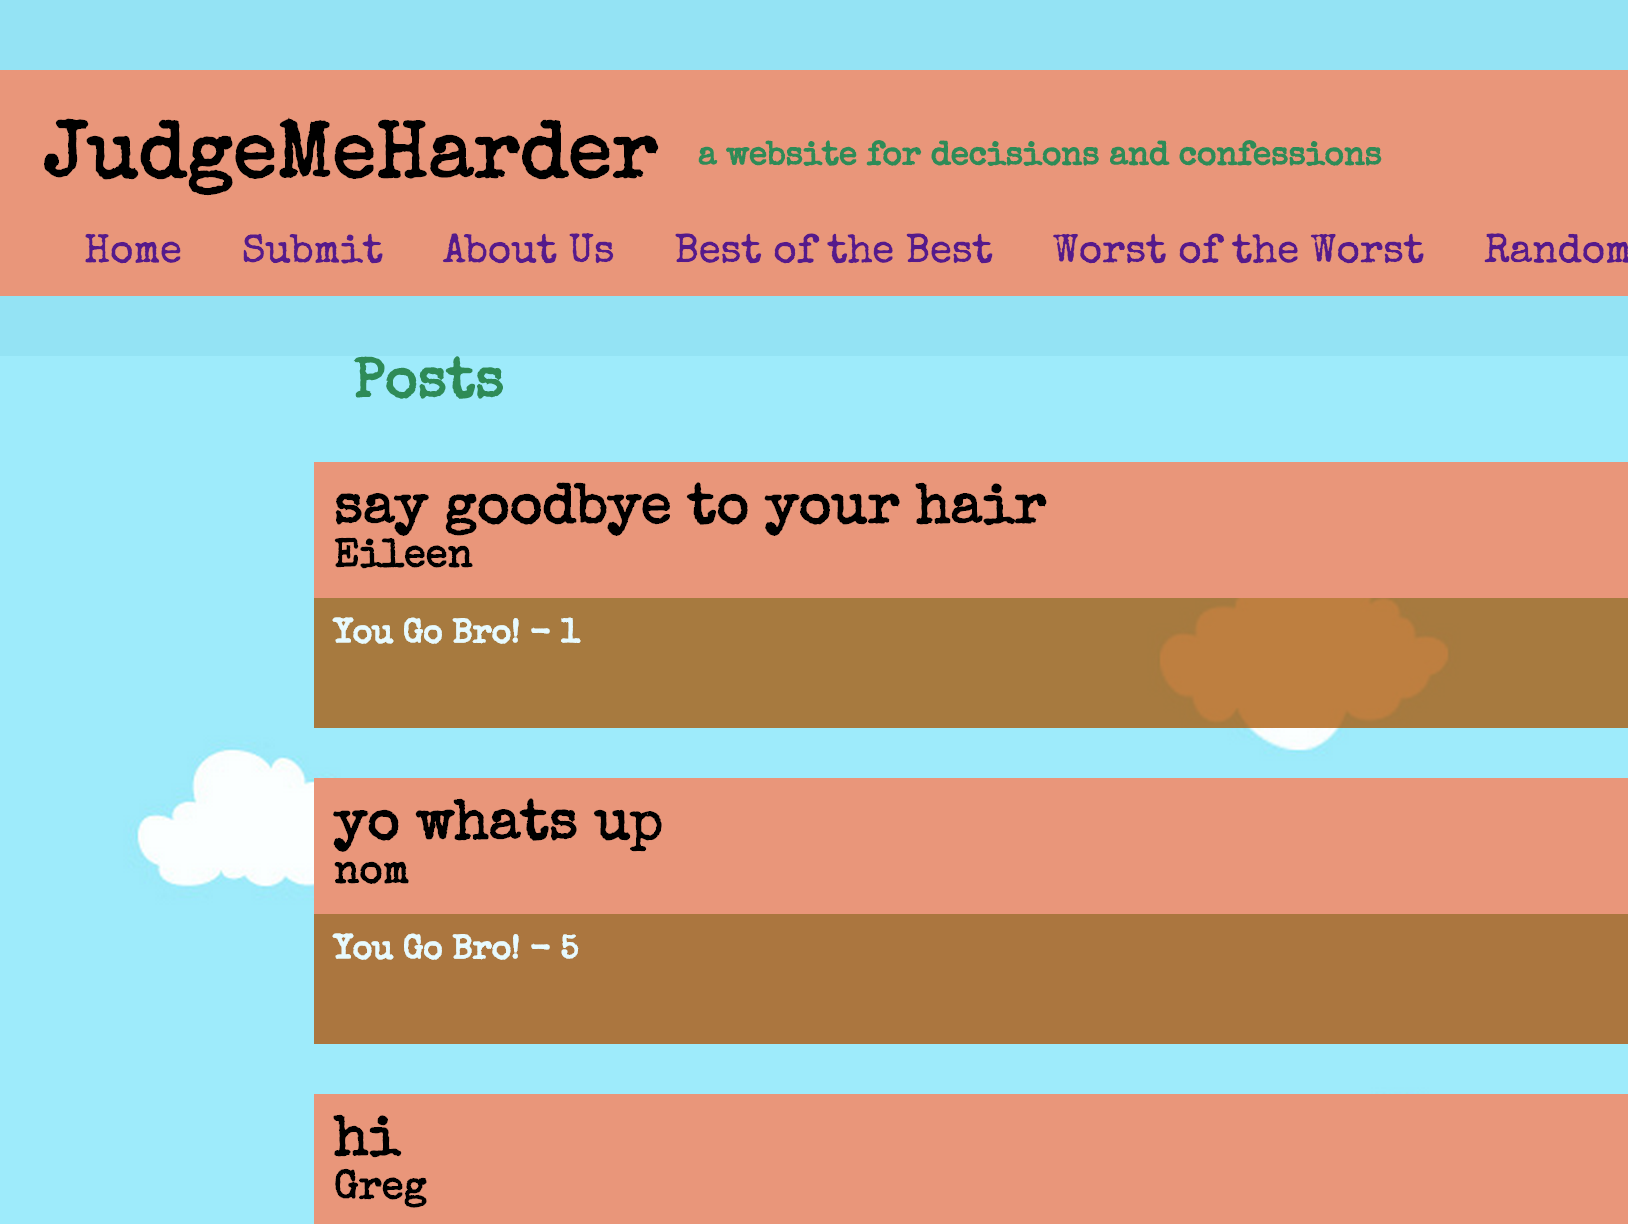 JudgeMeHarder a website for decisions and confessions
Home Submit About Us Best of the Best Worst of the Worst Random
Posts
say goodbye to your hair
Eileen
You Go Bro! - 1
yo whats up
nom
You Go Bro! - 5
hi
Greg